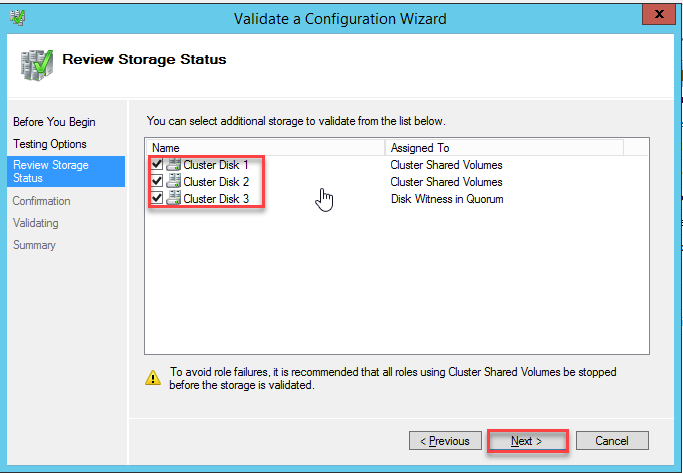 Validate a Configuration Wizard
x
Review Storage Status
Before You Begin
Testing Options
Review Storage
Status
Confirmation
Validating
Summary
You can select additional storage to validate from the list below.
Name Assigned To
Cluster Disk 1 Cluster Shared Volumes
Cluster Disk 2 Cluster Shared Volumes
Cluster Disk 3 Disk Witness in Quorum
To avoid role failures, it is recommended that all roles using Cluster Shared Volumes be stopped
before the storage is validated.
< Previous Next > Cancel